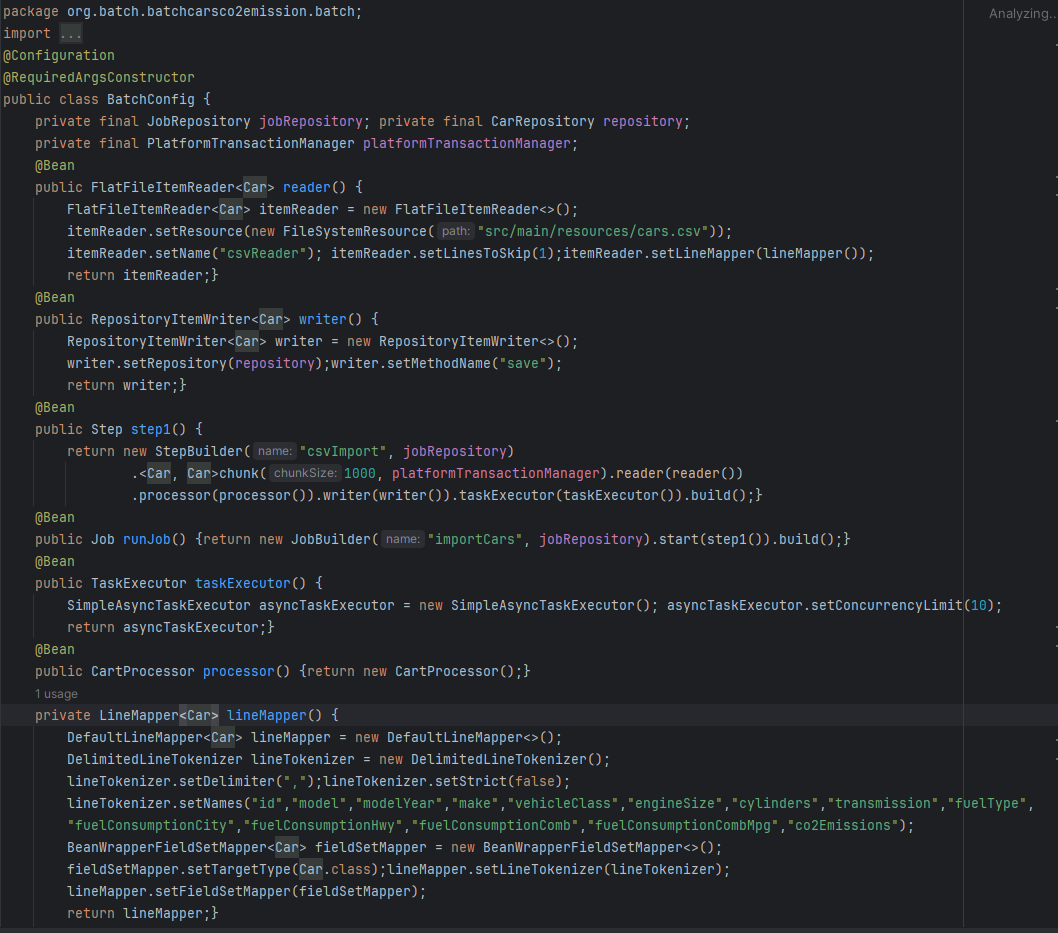 package org.batch.batchcarsco2emission.batch;
Analyzing...
import ...
@Configuration
@RequiredArgsConstructor
public class BatchConfig {
    private final JobRepository jobRepository; private final CarRepository repository;
    private final PlatformTransactionManager platformTransactionManager;
    @Bean
    public FlatFileItemReader<Car> reader() {
        FlatFileItemReader<Car> itemReader = new FlatFileItemReader<>();
        itemReader.setResource(new FileSystemResource( path: "src/main/resources/cars.csv"));
        itemReader.setName("csvReader"); itemReader.setLinesToSkip(1);itemReader.setLineMapper(lineMapper());
        return itemReader;}
    @Bean
    public RepositoryItemWriter<Car> writer() {
        RepositoryItemWriter<Car> writer = new RepositoryItemWriter<>();
        writer.setRepository(repository);writer.setMethodName("save");
        return writer;}
    @Bean
    public Step step1() {
        return new StepBuilder( name: "csvImport", jobRepository)
                .<Car, Car>chunk( chunkSize: 1000, platformTransactionManager).reader(reader())
                .processor(processor()).writer(writer()).taskExecutor(taskExecutor()).build();}
    @Bean
    public Job runJob() {return new JobBuilder( name: "importCars", jobRepository).start(step1()).build();}
    @Bean
    public TaskExecutor taskExecutor() {
        SimpleAsyncTaskExecutor asyncTaskExecutor = new SimpleAsyncTaskExecutor(); asyncTaskExecutor.setConcurrencyLimit(10);
        return asyncTaskExecutor;}
    @Bean
    public CartProcessor processor() {return new CartProcessor();}
    1 usage
    private LineMapper<Car> lineMapper() {
        DefaultLineMapper<Car> lineMapper = new DefaultLineMapper<>();
        DelimitedLineTokenizer lineTokenizer = new DelimitedLineTokenizer();
        lineTokenizer.setDelimiter(",");lineTokenizer.setStrict(false);
        lineTokenizer.setNames("id","model","modelYear","make","vehicleClass","engineSize","cylinders","transmission","fuelType",
        "fuelConsumptionCity","fuelConsumptionHwy","fuelConsumptionComb","fuelConsumptionCombMpg","co2Emissions");
        BeanWrapperFieldSetMapper<Car> fieldSetMapper = new BeanWrapperFieldSetMapper<>();
        fieldSetMapper.setTargetType(Car.class);lineMapper.setLineTokenizer(lineTokenizer);
        lineMapper.setFieldSetMapper(fieldSetMapper);
        return lineMapper;}